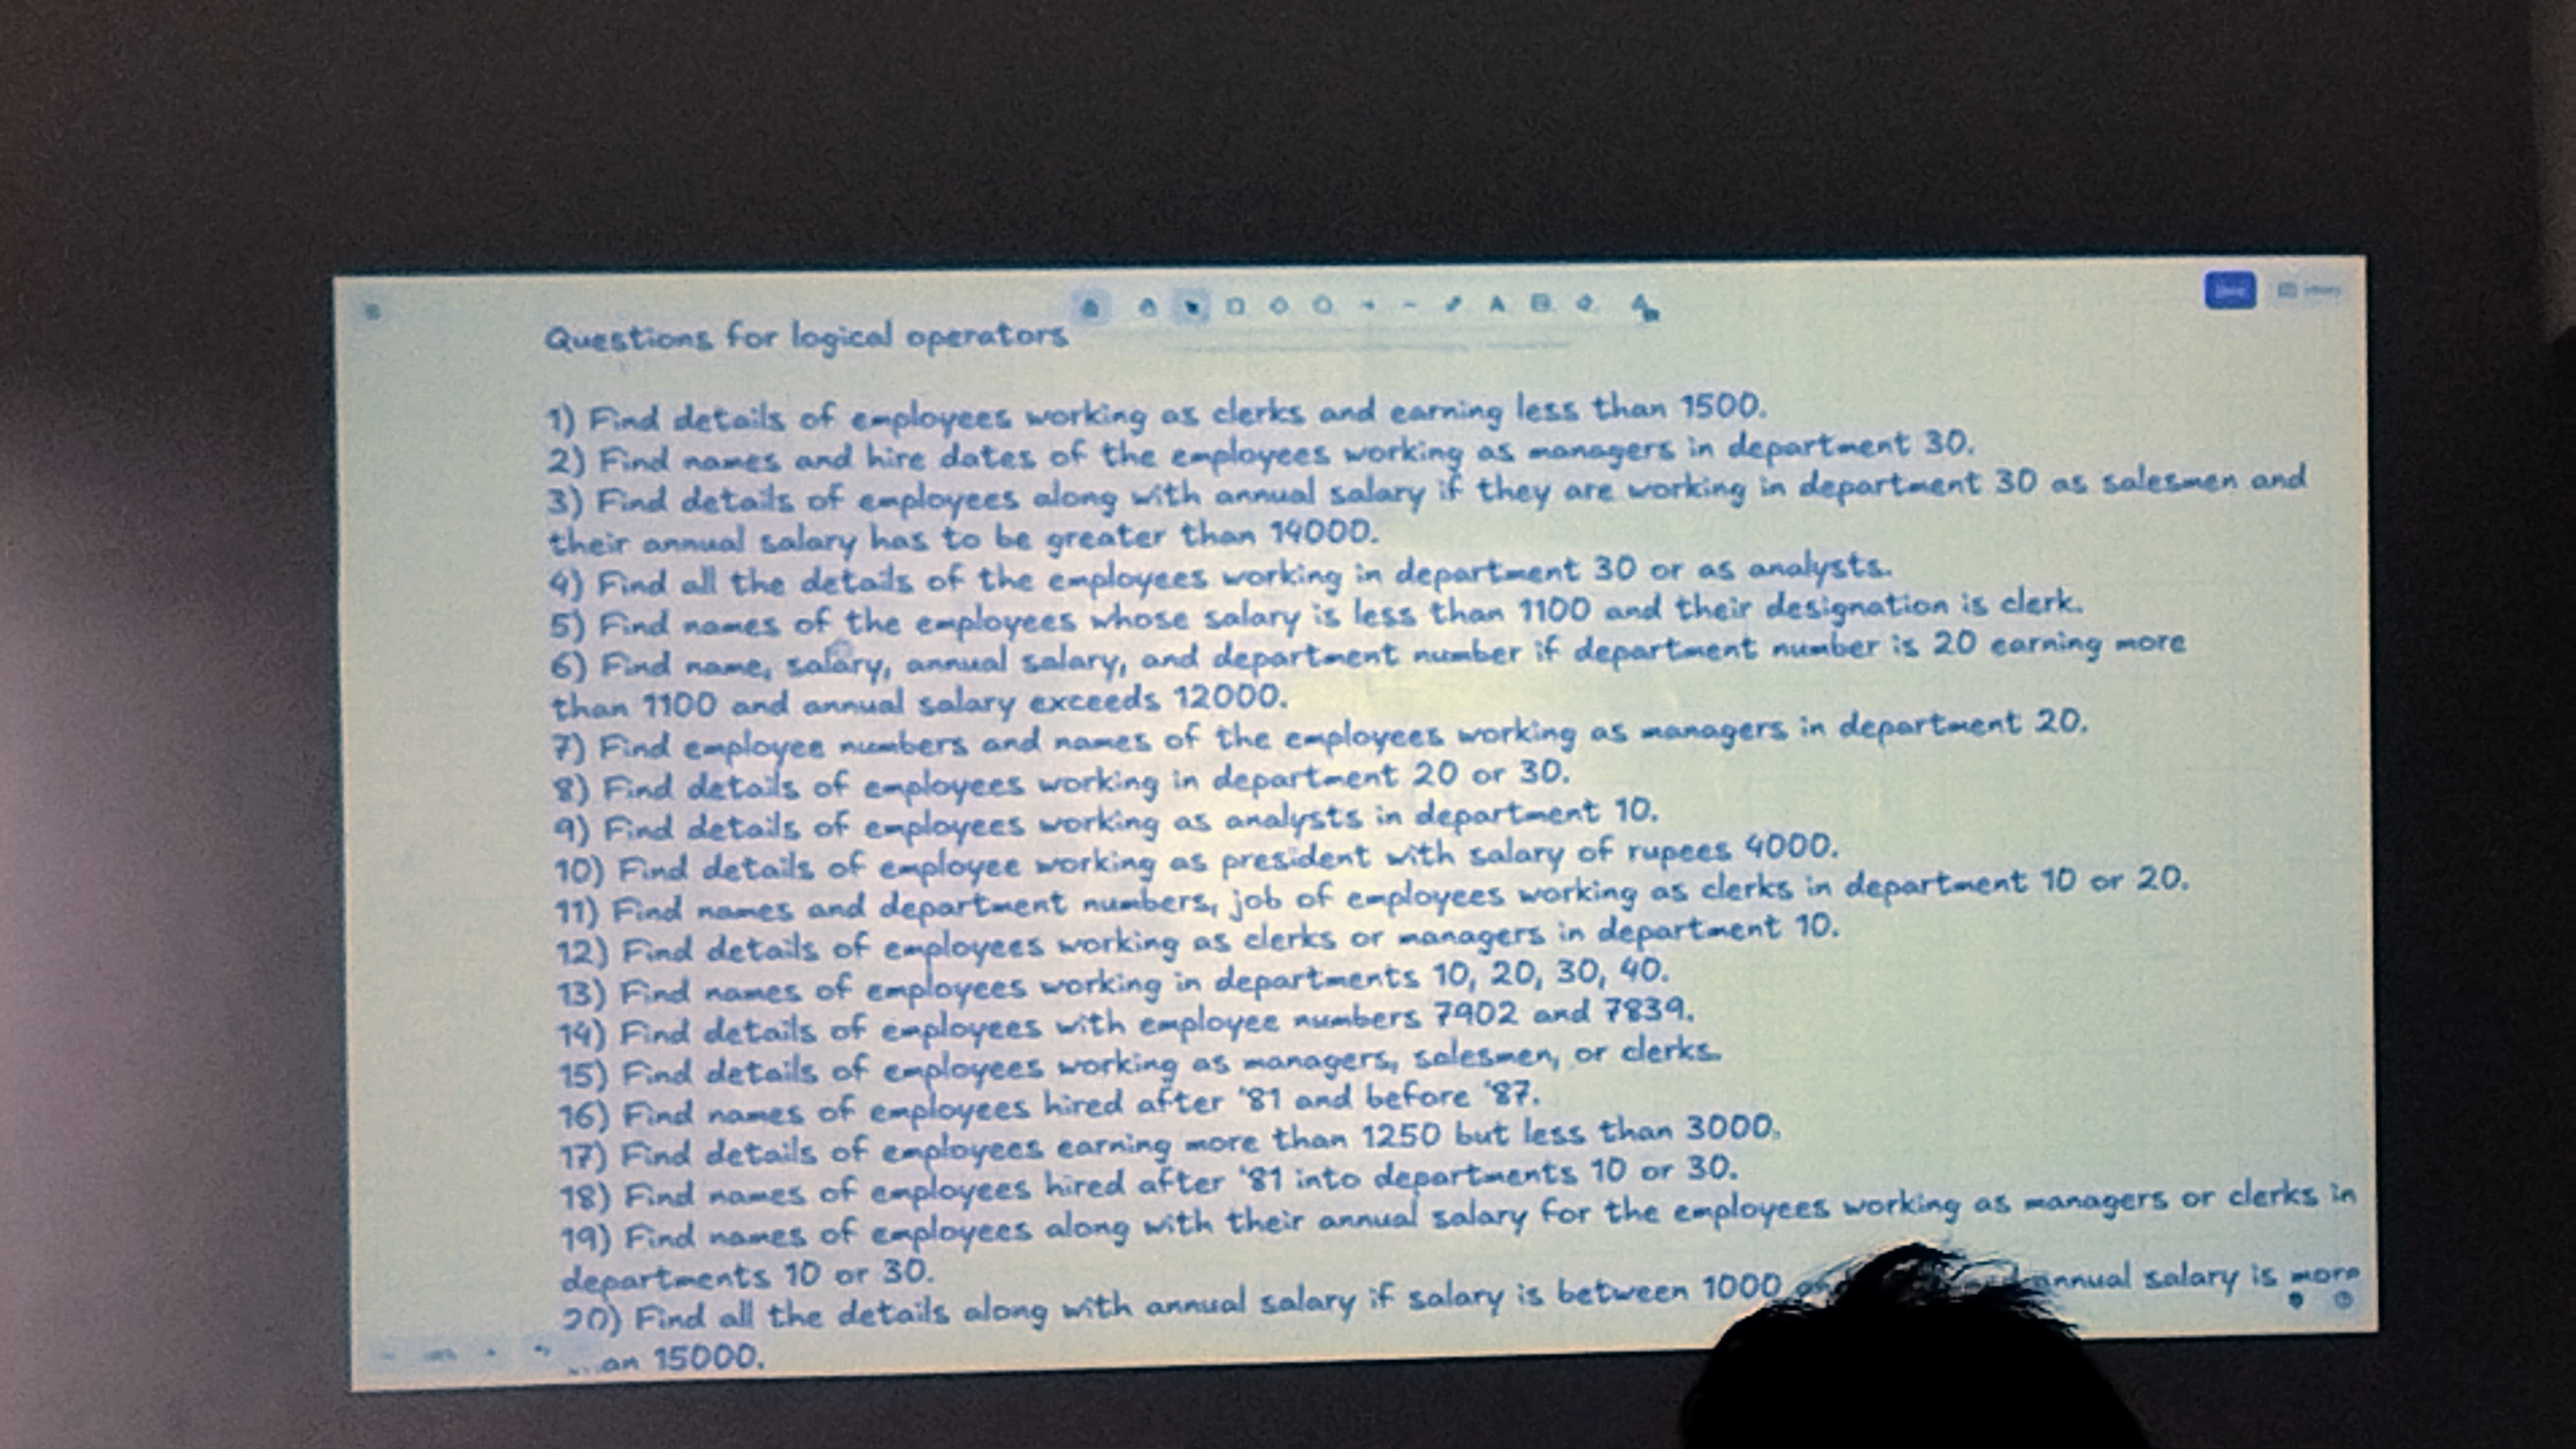 Questions for logical operators
1) Find details of employees working as clerks and earning less than 1500.
2) Find names and hire dates of the employees working as managers in department 30.
3) Find details of employees along with annual salary if they are working in department 30 as salesmen and
their annual salary has to be greater than 14000.
4) Find all the details of the employees working in department 30 or as analysts.
5) Find names of the employees whose salary is less than 1100 and their designation is clerk.
6) Find name, salary, annual salary, and department number if department number is 20 earning more
than 1100 and annual salary exceeds 12000.
7) Find employee numbers and names of the employees working as managers in department 20.
8) Find details of employees working in department 20 or 30.
9) Find details of employees working as analysts in department 10.
10) Find details of employee working as president with salary of rupees 4000.
11) Find names and department numbers, job of employees working as clerks in department 10 or 20.
12) Find details of employees working as clerks or managers in department 10.
13) Find names of employees working in departments 10, 20, 30, 40.
14) Find details of employees with employee numbers 7902 and 7839.
15) Find details of employees working as managers, salesmen, or clerks.
16) Find names of employees hired after '81 and before '87.
17) Find details of employees earning more than 1250 but less than 3000.
18) Find names of employees hired after '81 into departments 10 or 30.
19) Find names of employees along with their annual salary for the employees working as managers or clerks in
departments 10 or 30.
20) Find all the details along with annual salary if salary is between 1000 annual salary is more
15000.